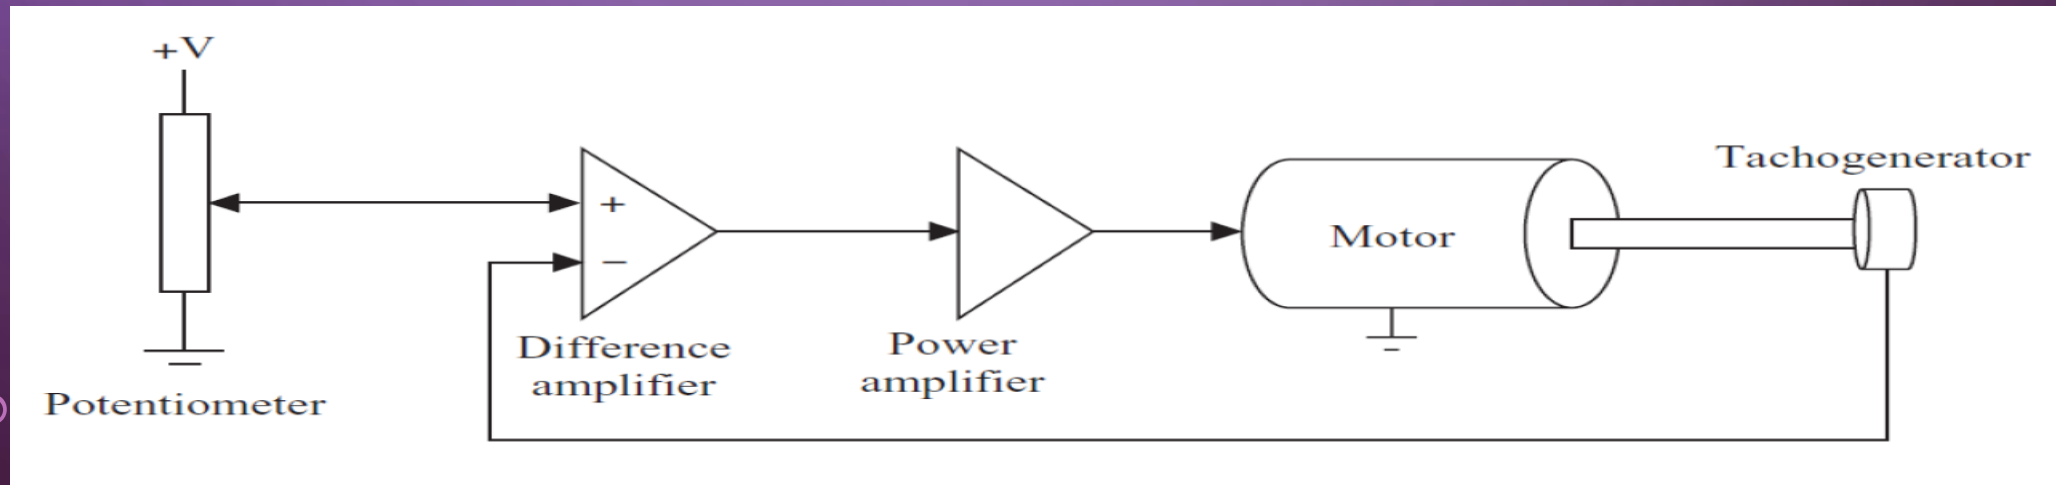 +V
Potentiometer
+
−
Difference
amplifier
Power
amplifier
Motor
Tachogenerator